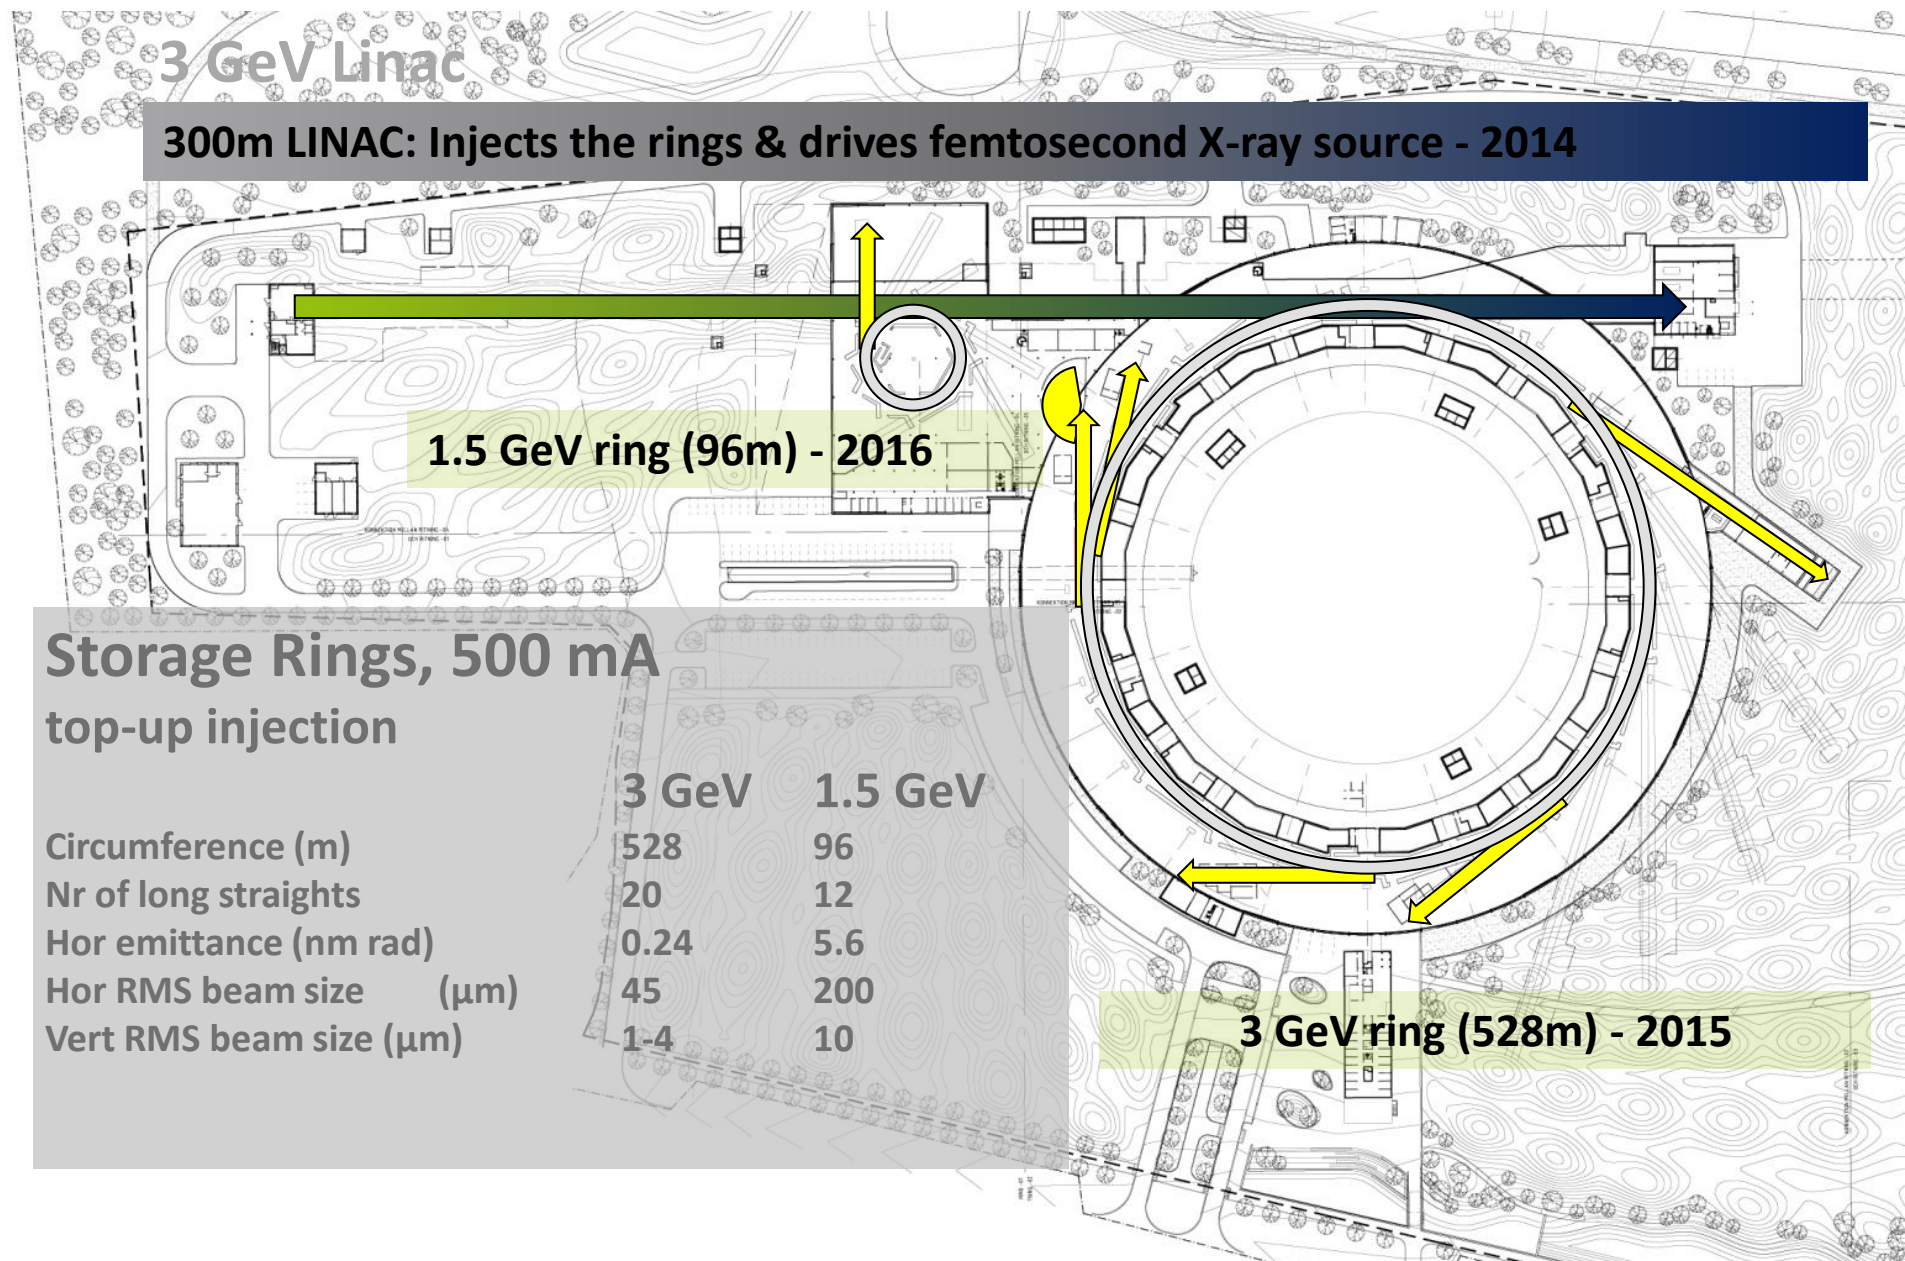 3 GeV Linac
300m LINAC: Injects the rings & drives femtosecond X-ray source - 2014
1.5 GeV ring (96m) - 2016
Storage Rings, 500 mA
top-up injection
3 GeV 1.5 GeV
Circumference (m) 528 96
Nr of long straights 20 12
Hor emittance (nm rad) 0.24 5.6
Hor RMS beam size (µm) 45 200
Vert RMS beam size (µm) 1-4 10
3 GeV ring (528m) - 2015